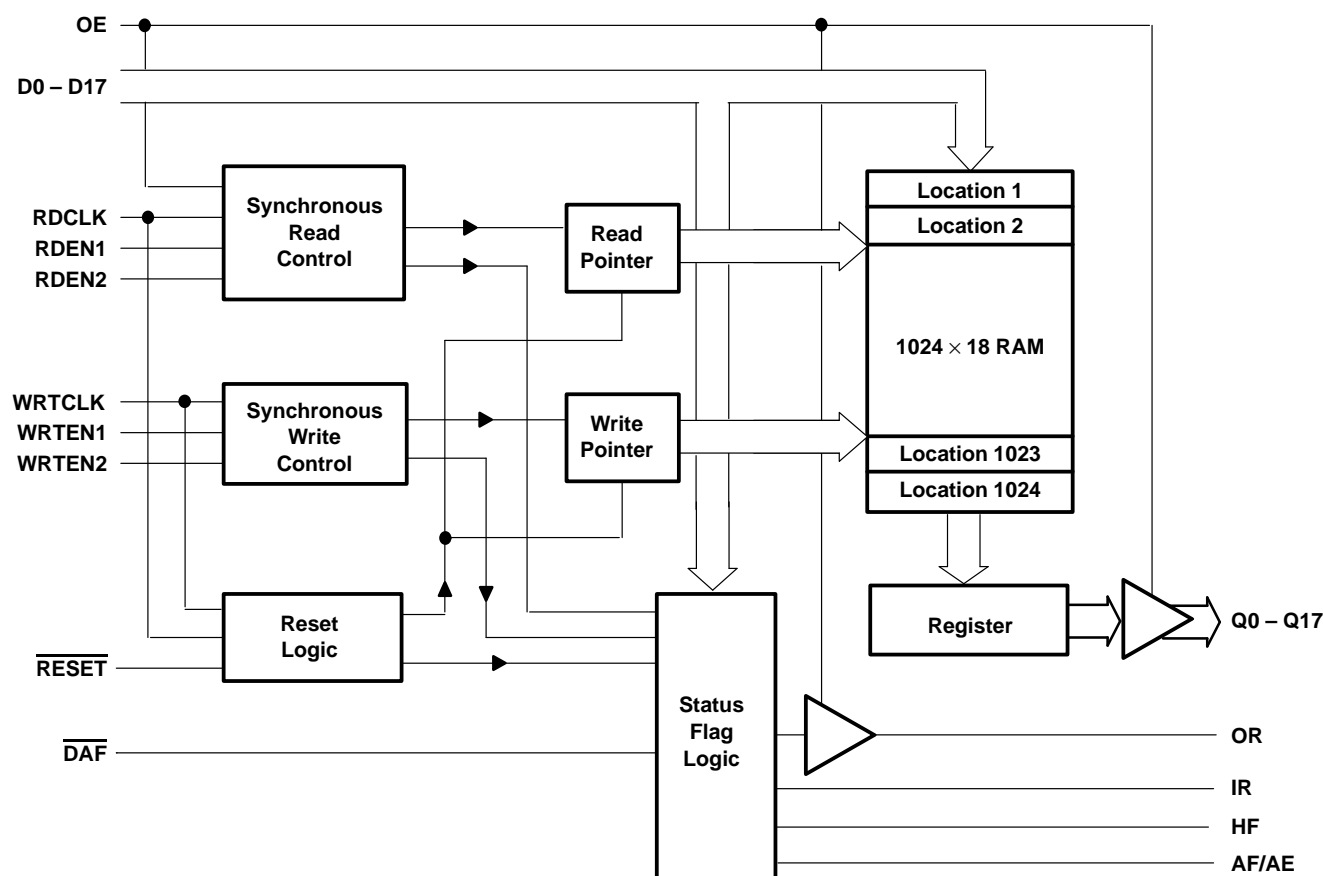 OE
D0 – D17
RDCLK
RDEN1
RDEN2
Synchronous
Read
Control
Read
Pointer
Location 1
Location 2
1024 × 18 RAM
Location 1023
Location 1024
WRTCLK
WRTEN1
WRTEN2
Synchronous
Write
Control
Write
Pointer
Reset
Logic
RESET
DAF
Status
Flag
Logic
Register
Q0 – Q17
OR
IR
HF
AF/AE